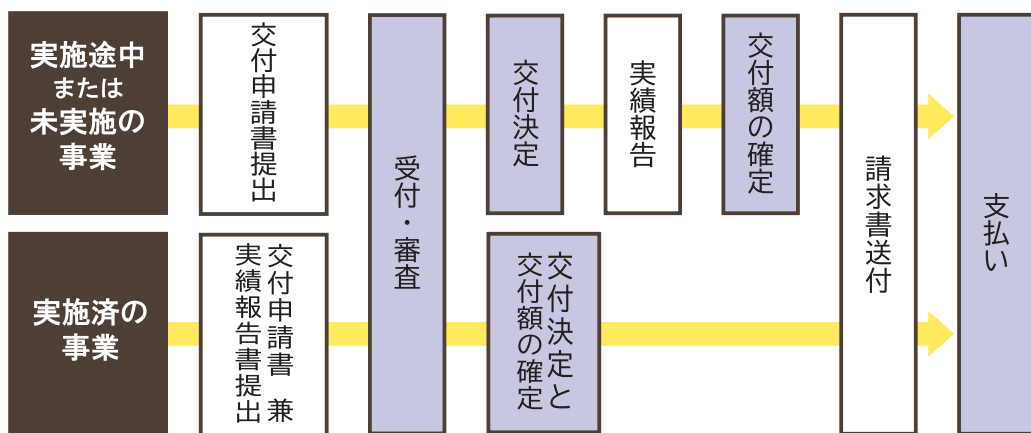 実施途中
または
未実施の
事業
交付申請書提出
受付・審査
交付決定
実績報告
交付額の確定
請求書送付
支払い
実施済の
事業
交付申請書 兼
実績報告書提出
交付決定と
交付額の確定